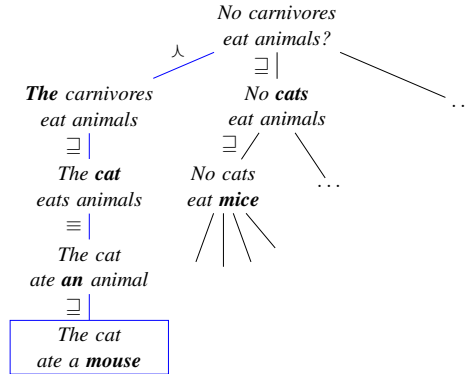 No carnivores
eat animals?
⋏
⊒
The carnivores
eat animals
No cats
eat animals
. .
⊒
⊒
The cat
eats animals
No cats
eat mice
. . .
≡
The cat
ate an animal
⊒
The cat
ate a mouse